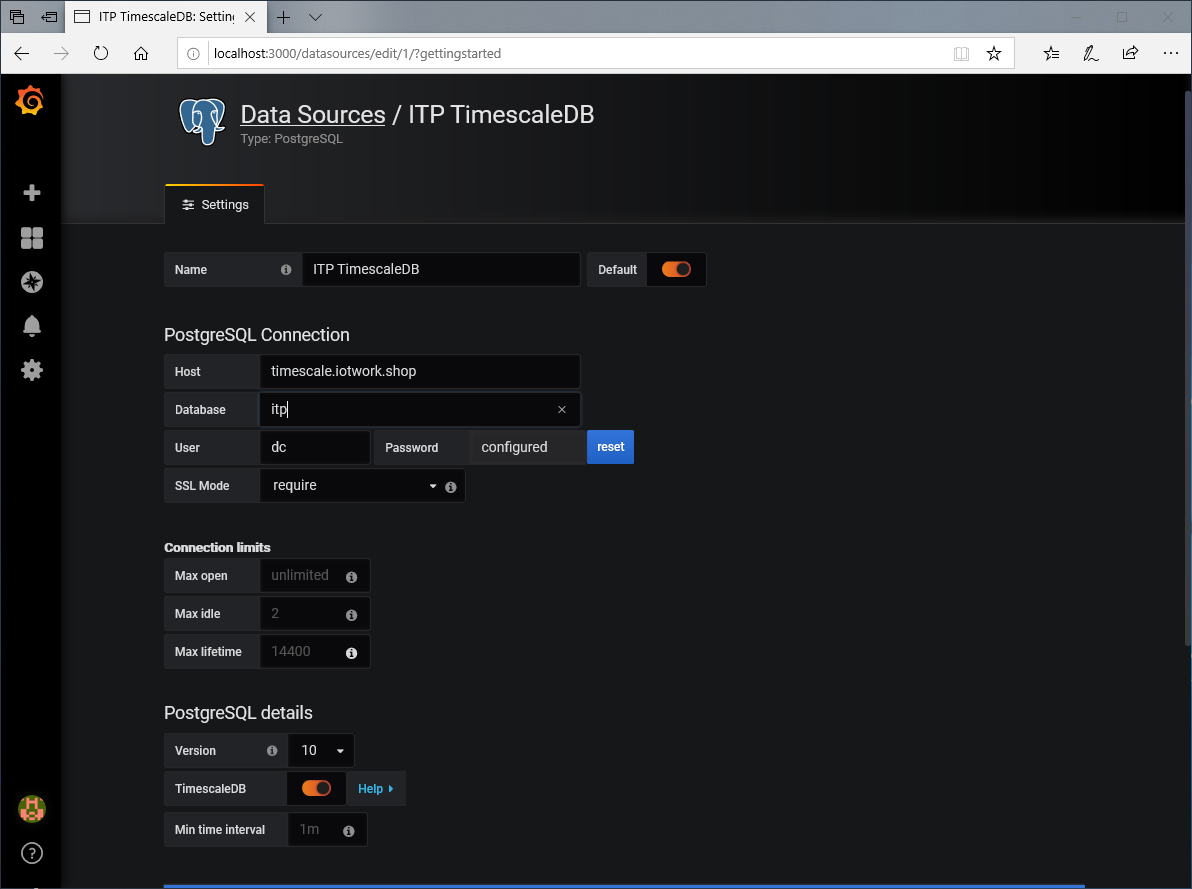 ITP TimescaleDB: Settin
localhost:3000/datasources/edit/1/?gettingstarted
Data Sources / ITP TimescaleDB
Type: PostgreSQL
Settings
Name ITP TimescaleDB Default
PostgreSQL Connection
Host timescale.iotwork.shop
Database itp
User dc Password configured reset
SSL Mode require
Connection limits
Max open unlimited
Max idle 2
Max lifetime 14400
PostgreSQL details
Version 10
TimescaleDB Help
Min time interval 1m